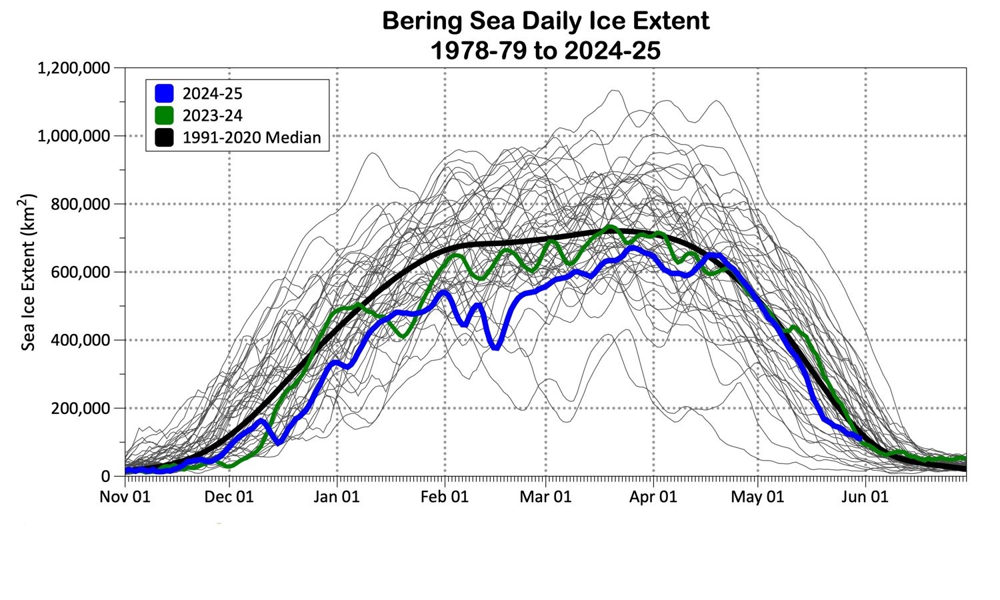 Bering Sea Daily Ice Extent
1978-79 to 2024-25
2024-25
2023-24
1991-2020 Median
Sea Ice Extent (km²)
1,200,000
1,000,000
800,000
600,000
400,000
200,000
0
Nov 01
Dec 01
Jan 01
Feb 01
Mar 01
Apr 01
May 01
Jun 01